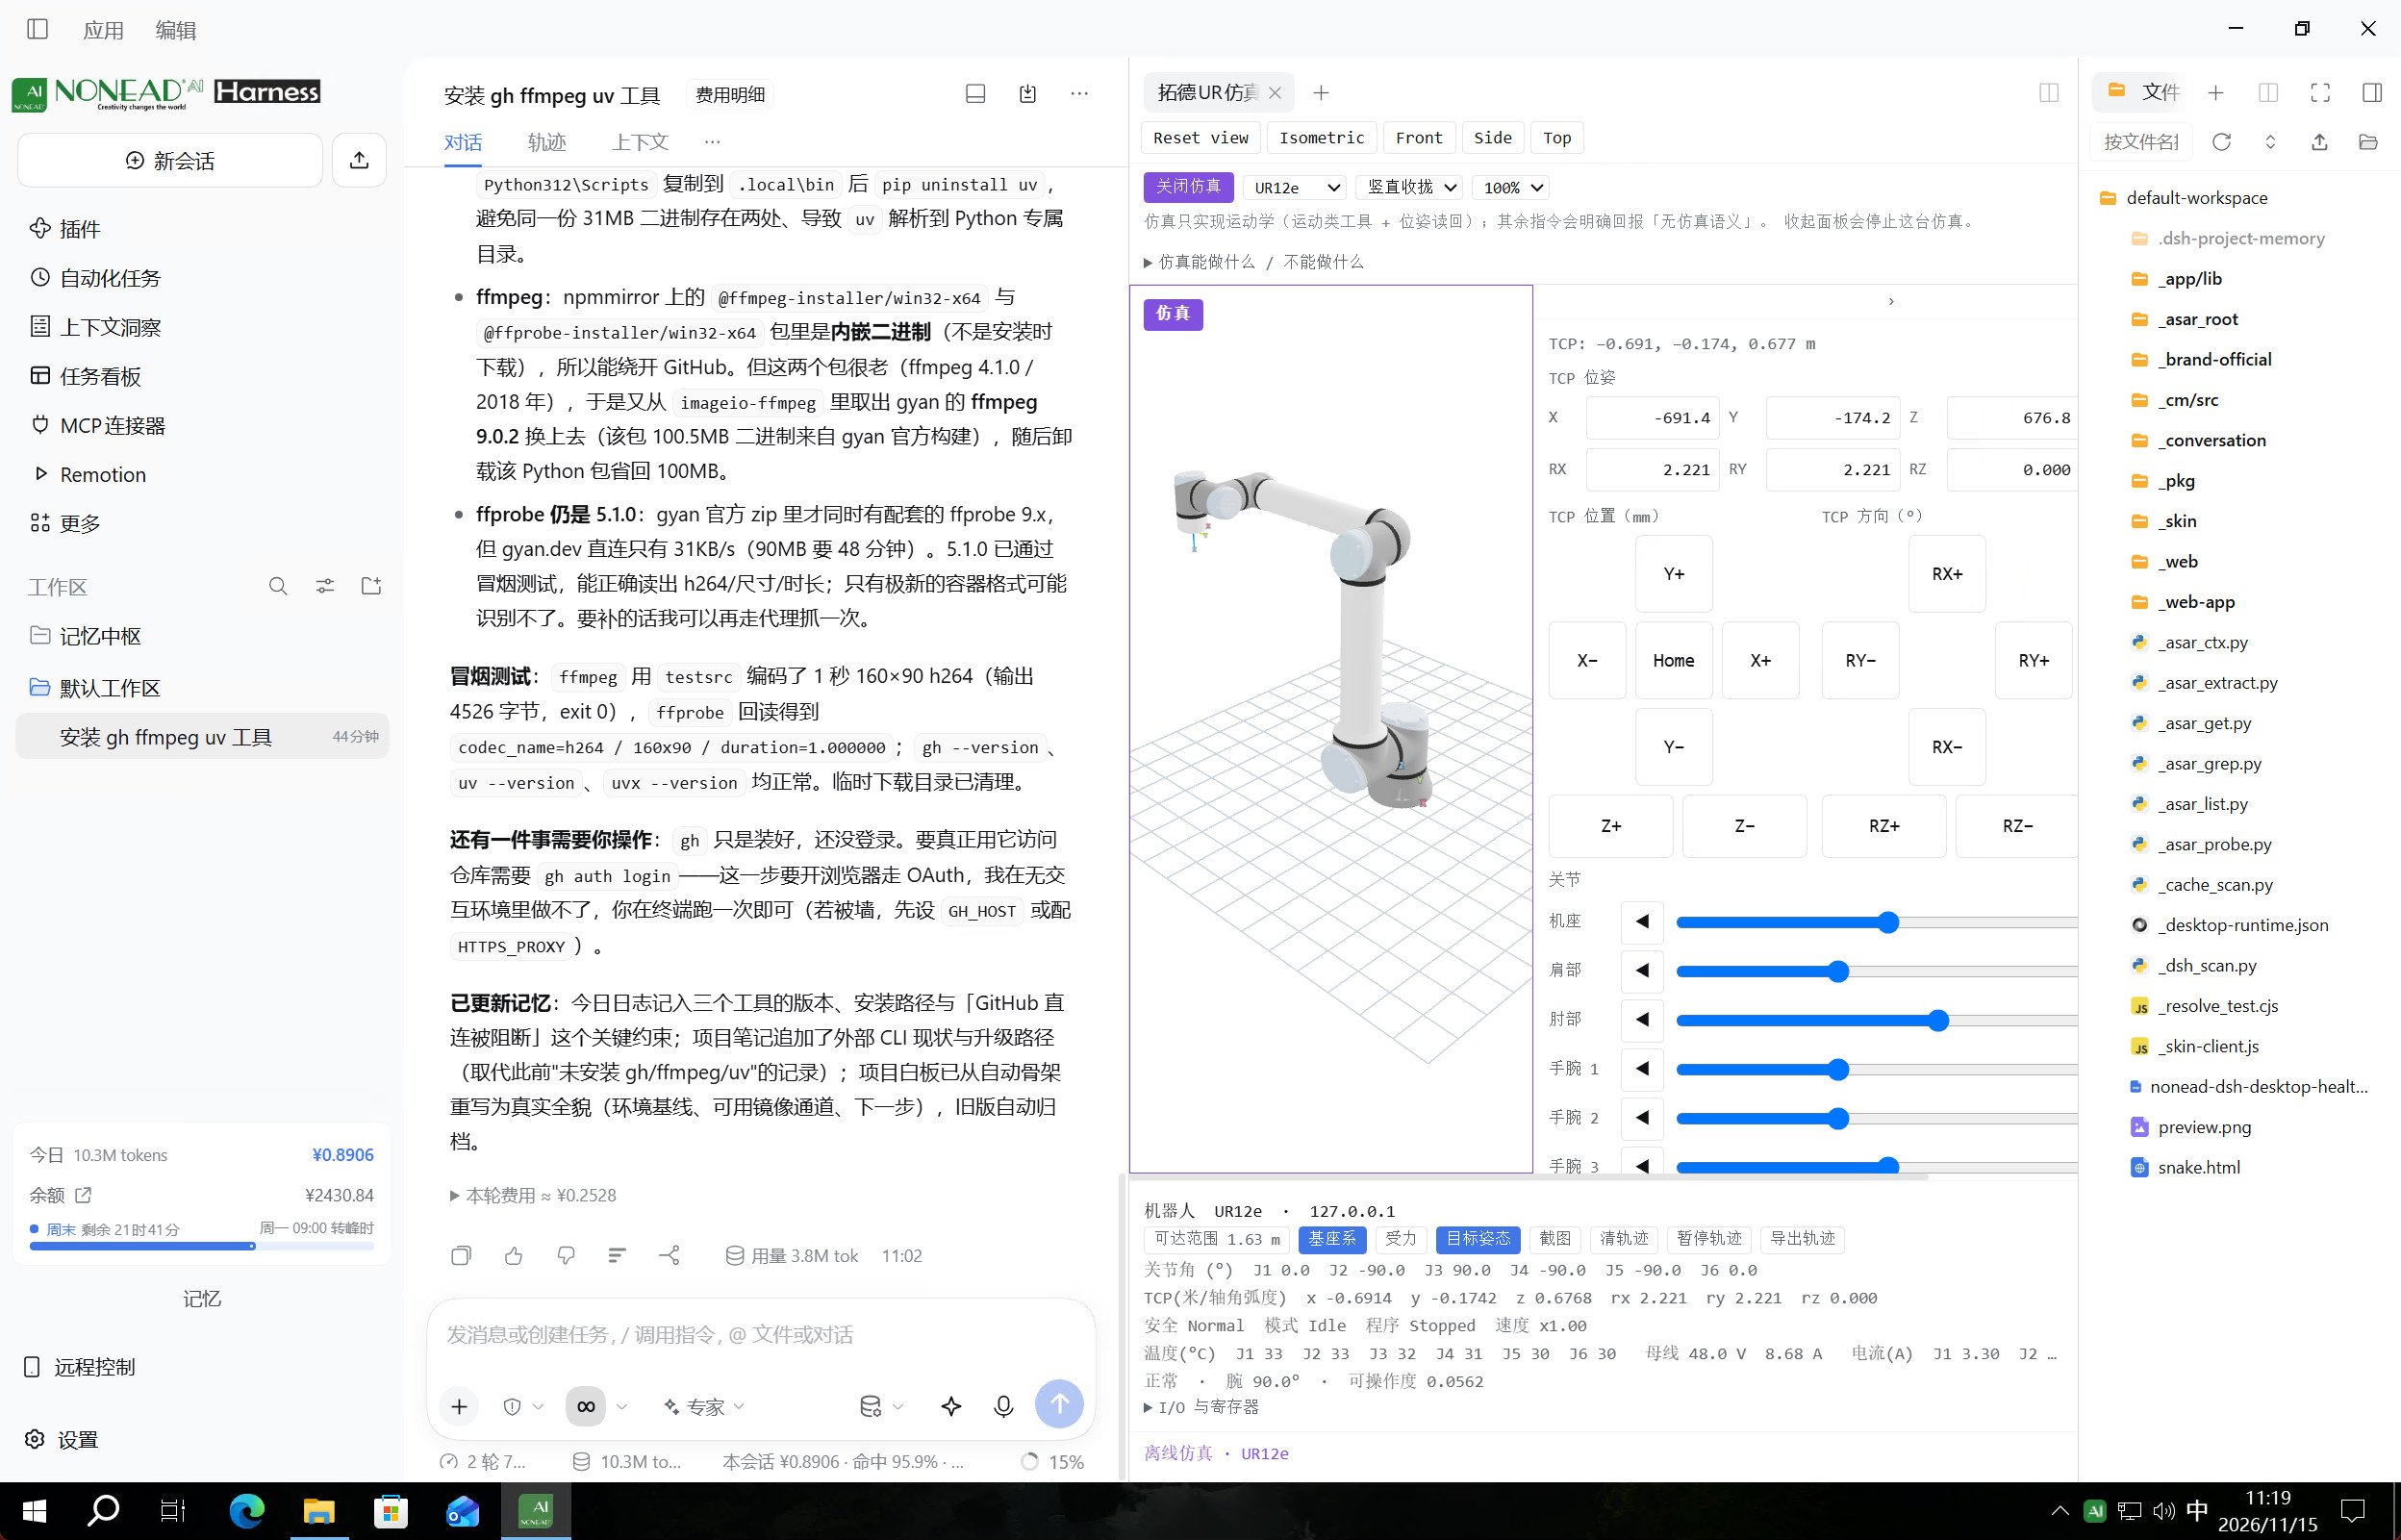 应用 编辑
AI NONEAD NONEAD®AI Creativity changes the world Harness
新会话
插件
自动化任务
上下文洞察
任务看板
MCP 连接器
Remotion
更多
工作区
记忆中枢
默认工作区
安装 gh ffmpeg uv 工具 44分钟
今日 10.3M tokens ¥0.8906
余额 ¥2430.84
周末 剩余 21时41分 周一 09:00 转峰时
记忆
远程控制
设置
安装 gh ffmpeg uv 工具 费用明细
对话 轨迹 上下文 ···
Python312\Scripts 复制到 .local\bin 后 pip uninstall uv，
避免同一份 31MB 二进制存在两处、导致 uv 解析到 Python 专属
目录。
• ffmpeg：npmmirror 上的 @ffmpeg-installer/win32-x64 与
@ffprobe-installer/win32-x64 包里是内嵌二进制（不是安装时
下载），所以能绕开 GitHub。但这两个包很老（ffmpeg 4.1.0 /
2018 年），于是又从 imageio-ffmpeg 里取出 gyan 的 ffmpeg
9.0.2 换上去（该包 100.5MB 二进制来自 gyan 官方构建），随后卸
载该 Python 包省回 100MB。
• ffprobe 仍是 5.1.0：gyan 官方 zip 里才同时有配套的 ffprobe 9.x，
但 gyan.dev 直连只有 31KB/s（90MB 要 48 分钟）。5.1.0 已通过
冒烟测试，能正确读出 h264/尺寸/时长；只有极新的容器格式可能
识别不了。要补的话我可以再走代理抓一次。
冒烟测试：ffmpeg 用 testsrc 编码了 1 秒 160×90 h264（输出
4526 字节，exit 0），ffprobe 回读得到
codec_name=h264 / 160x90 / duration=1.000000；gh --version、
uv --version、uvx --version 均正常。临时下载目录已清理。
还有一件事需要你操作：gh 只是装好，还没登录。要真正用它访问
仓库需要 gh auth login——这一步要开浏览器走 OAuth，我在无交
互环境里做不了，你在终端跑一次即可（若被墙，先设 GH_HOST 或配
HTTPS_PROXY）。
已更新记忆：今日日志记入三个工具的版本、安装路径与「GitHub 直
连被阻断」这个关键约束；项目笔记追加了外部 CLI 现状与升级路径
（取代此前"未安装 gh/ffmpeg/uv"的记录）；项目白板已从自动骨架
重写为真实全貌（环境基线、可用镜像通道、下一步），旧版自动归
档。
本轮费用 ≈ ¥0.2528
用量 3.8M tok 11:02
发消息或创建任务, / 调用指令, @ 文件或对话
专家
2 轮 7... 10.3M to... 本会话 ¥0.8906 · 命中 95.9% · ... 15%
拓德UR仿真
Reset view Isometric Front Side Top
关闭仿真 UR12e 竖直收拢 100%
仿真只实现运动学（运动类工具 + 位姿读回）；其余指令会明确回报「无仿真语义」。 收起面板会停止这台仿真。
仿真能做什么 / 不能做什么
仿真
TCP: -0.691, -0.174, 0.677 m
TCP 位姿
X -691.4 Y -174.2 Z 676.8
RX 2.221 RY 2.221 RZ 0.000
TCP 位置（mm） TCP 方向（º）
Y+ RX+
X- Home X+ RY- RY+
Y- RX-
Z+ Z- RZ+ RZ-
关节
机座
肩部
肘部
手腕 1
手腕 2
手腕 3
机器人 UR12e · 127.0.0.1
可达范围 1.63 m 基座系 受力 目标姿态 截图 清轨迹 暂停轨迹 导出轨迹
关节角 (º) J1 0.0 J2 -90.0 J3 90.0 J4 -90.0 J5 -90.0 J6 0.0
TCP(米/轴角弧度) x -0.6914 y -0.1742 z 0.6768 rx 2.221 ry 2.221 rz 0.000
安全 Normal 模式 Idle 程序 Stopped 速度 x1.00
温度(ºC) J1 33 J2 33 J3 32 J4 31 J5 30 J6 30 母线 48.0 V 8.68 A 电流(A) J1 3.30 J2 …
正常 · 腕 90.0º · 可操作度 0.0562
I/O 与寄存器
离线仿真 · UR12e
文件
按文件名
default-workspace
.dsh-project-memory
_app/lib
_asar_root
_brand-official
_cm/src
_conversation
_pkg
_skin
_web
_web-app
_asar_ctx.py
_asar_extract.py
_asar_get.py
_asar_grep.py
_asar_list.py
_asar_probe.py
_cache_scan.py
_desktop-runtime.json
_dsh_scan.py
_resolve_test.cjs
_skin-client.js
nonead-dsh-desktop-healt...
preview.png
snake.html
AI NONEAD
AI 中 11:19
2026/11/15